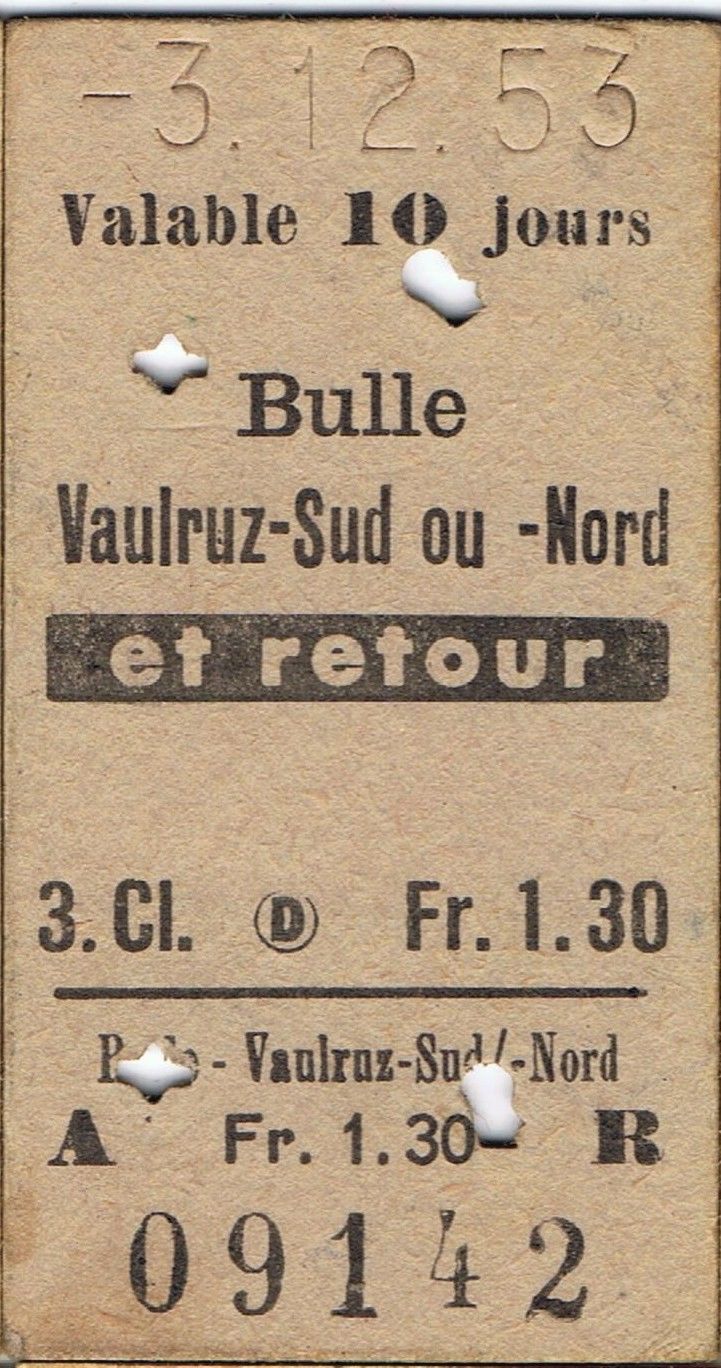 -3.12.53
Valable 10 jours
Bulle
Vaulruz-Sud ou -Nord
et retour
3. Cl. D Fr. 1.30
- Vaulruz-Sud/-Nord
A Fr. 1.30 R
09142